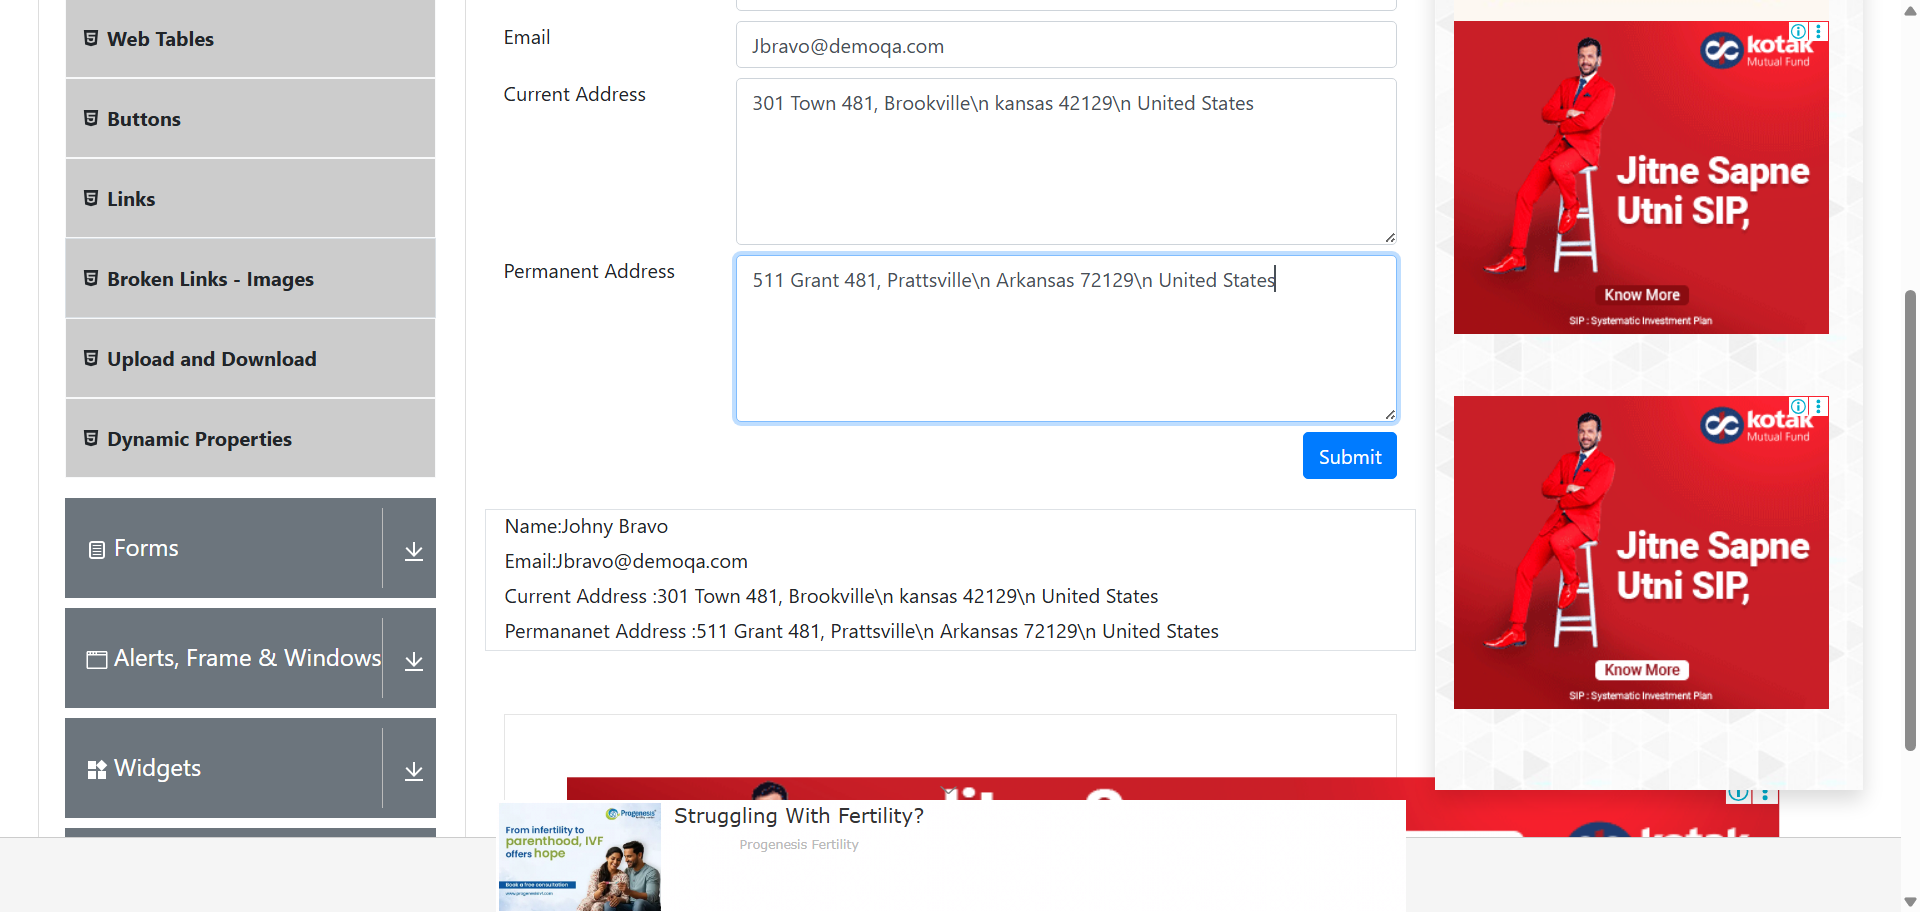 Web Tables
Buttons
Links
Broken Links - Images
Upload and Download
Dynamic Properties
Forms
Alerts, Frame & Windows
Widgets
Email
Jbravo@demoqa.com
Current Address
301 Town 481, Brookville\n kansas 42129\n United States
Permanent Address
511 Grant 481, Prattsville\n Arkansas 72129\n United States
Submit
Name:Johny Bravo
Email:Jbravo@demoqa.com
Current Address :301 Town 481, Brookville\n kansas 42129\n United States
Permananet Address :511 Grant 481, Prattsville\n Arkansas 72129\n United States
kotak
Mutual Fund
Jitne Sapne
Utni SIP,
Know More
SIP : Systematic Investment Plan
kotak
Mutual Fund
Jitne Sapne
Utni SIP,
Know More
SIP : Systematic Investment Plan
kotak
Progenesis
From infertility to
parenthood, IVF
offers hope
Book a free consultation
Struggling With Fertility?
Progenesis Fertility